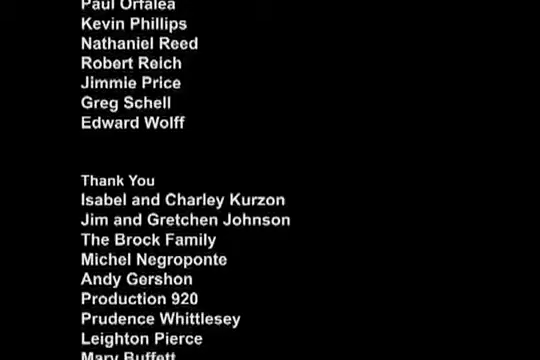 Paul Orfalea
Kevin Phillips
Nathaniel Reed
Robert Reich
Jimmie Price
Greg Schell
Edward Wolff
Thank You
Isabel and Charley Kurzon
Jim and Gretchen Johnson
The Brock Family
Michel Negroponte
Andy Gershon
Production 920
Prudence Whittlesey
Leighton Pierce
Mary Buffett